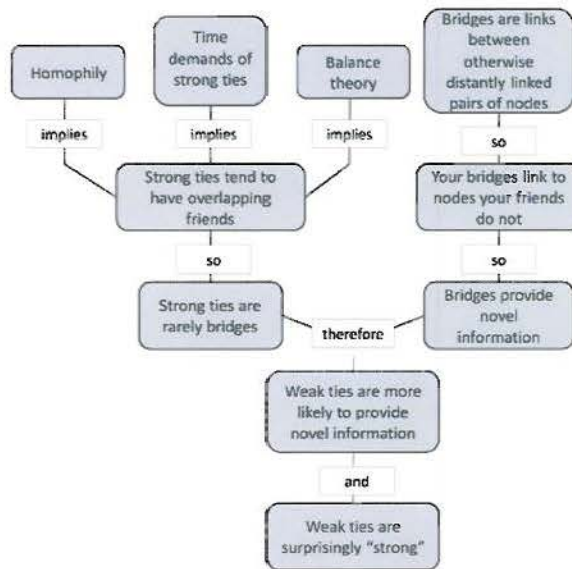 Homophily
Time
demands of
strong ties
Balance
theory
Bridges are links
between
otherwise
distantly linked
pairs of nodes
implies
implies
implies
so
Strong ties tend to
have overlapping
friends
Your bridges link to
nodes your friends
do not
so
so
Strong ties are
rarely bridges
Bridges provide
novel
information
therefore
Weak ties are more
likely to provide
novel information
and
Weak ties are
surprisingly "strong"